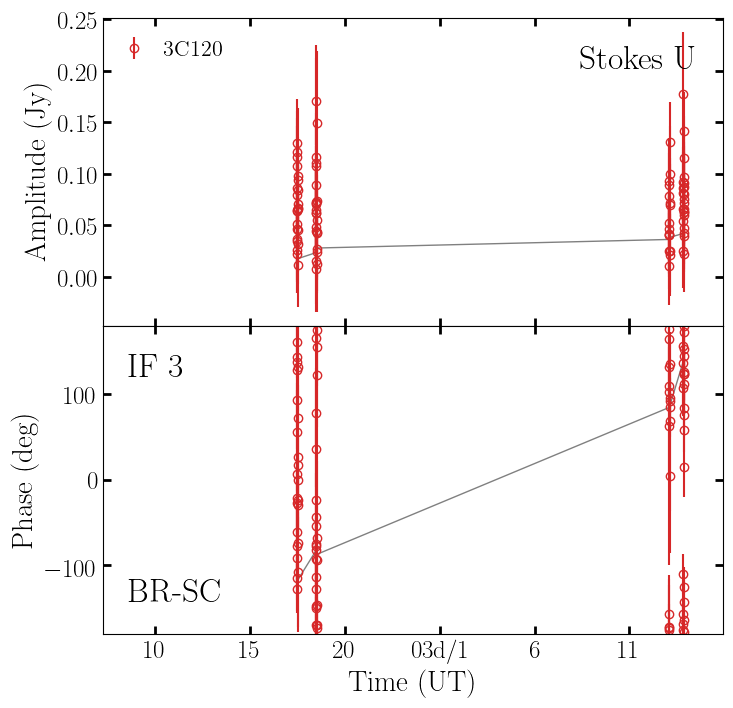 0.25
0.20
0.15
0.10
0.05
0.00
Amplitude (Jy)
3C120
Stokes U
IF 3
BR-SC
100
0
−100
Phase (deg)
10 15 20 03d/1 6 11
Time (UT)